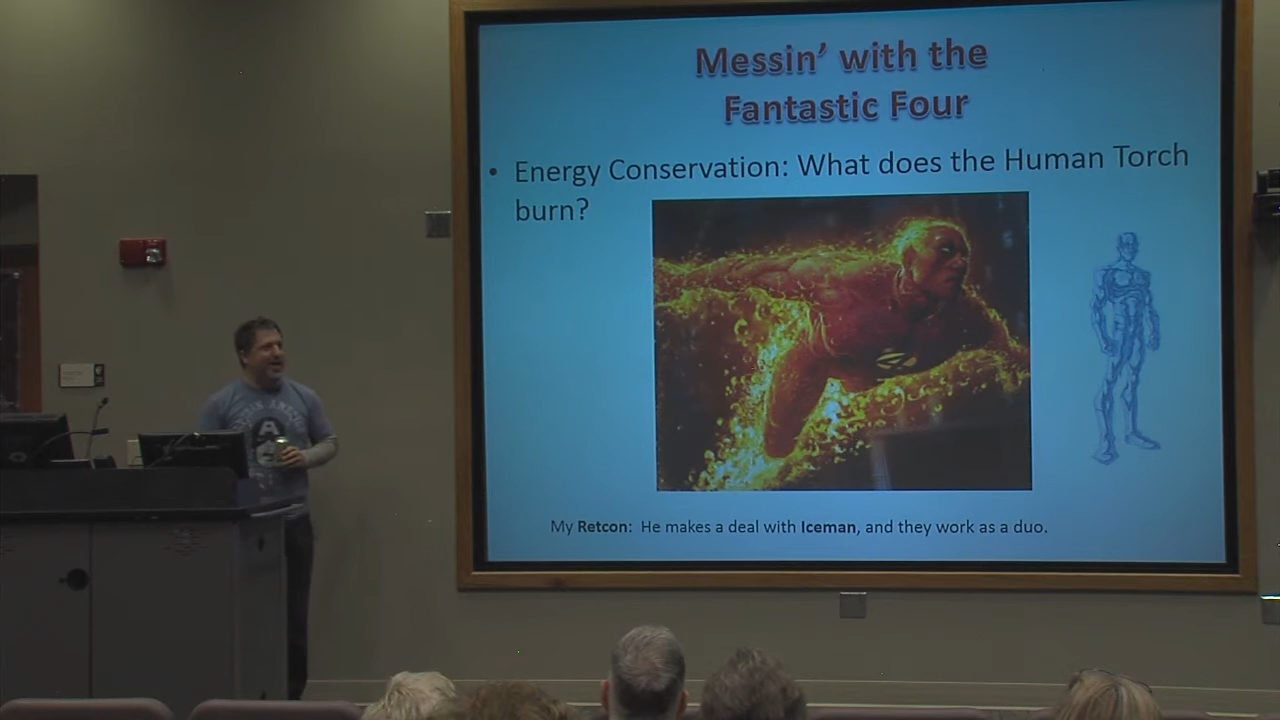 Messin’ with the
Fantastic Four
• Energy Conservation: What does the Human Torch
burn?
My Retcon: He makes a deal with Iceman, and they work as a duo.